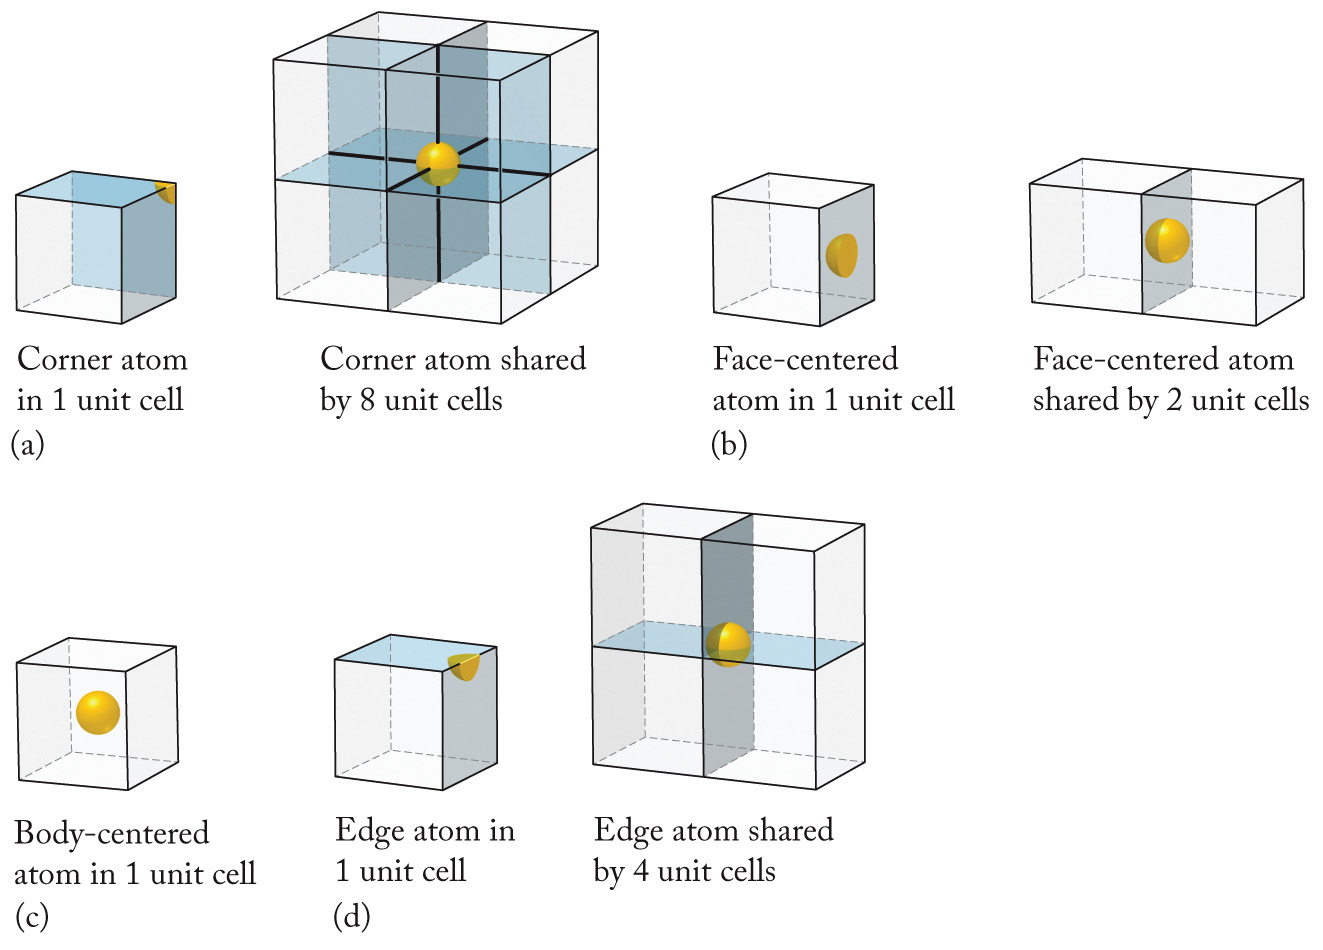 Corner atom
in 1 unit cell
(a)
Corner atom shared
by 8 unit cells
Face-centered
atom in 1 unit cell
(b)
Face-centered atom
shared by 2 unit cells
Body-centered
atom in 1 unit cell
(c)
Edge atom in
1 unit cell
(d)
Edge atom shared
by 4 unit cells